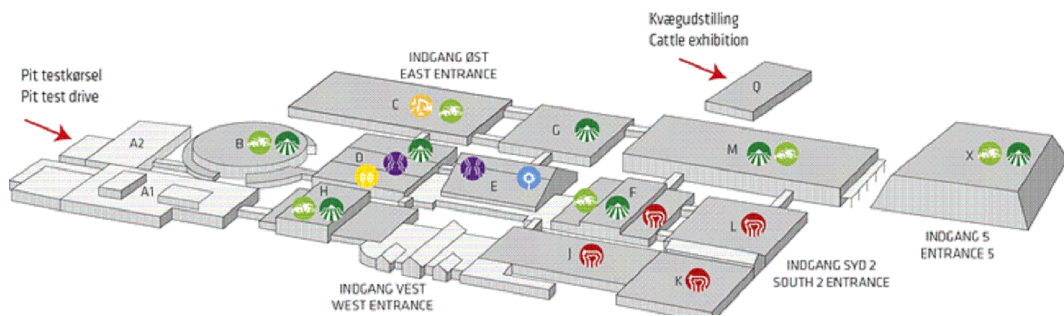 Kvægudstilling
Cattle exhibition
INDGANG ØST
EAST ENTRANCE
Pit testkørsel
Pit test drive
A2
A1
B
C
D
E
F
G
H
J
K
L
M
Q
X
INDGANG VEST
WEST ENTRANCE
INDGANG SYD 2
SOUTH 2 ENTRANCE
INDGANG 5
ENTRANCE 5